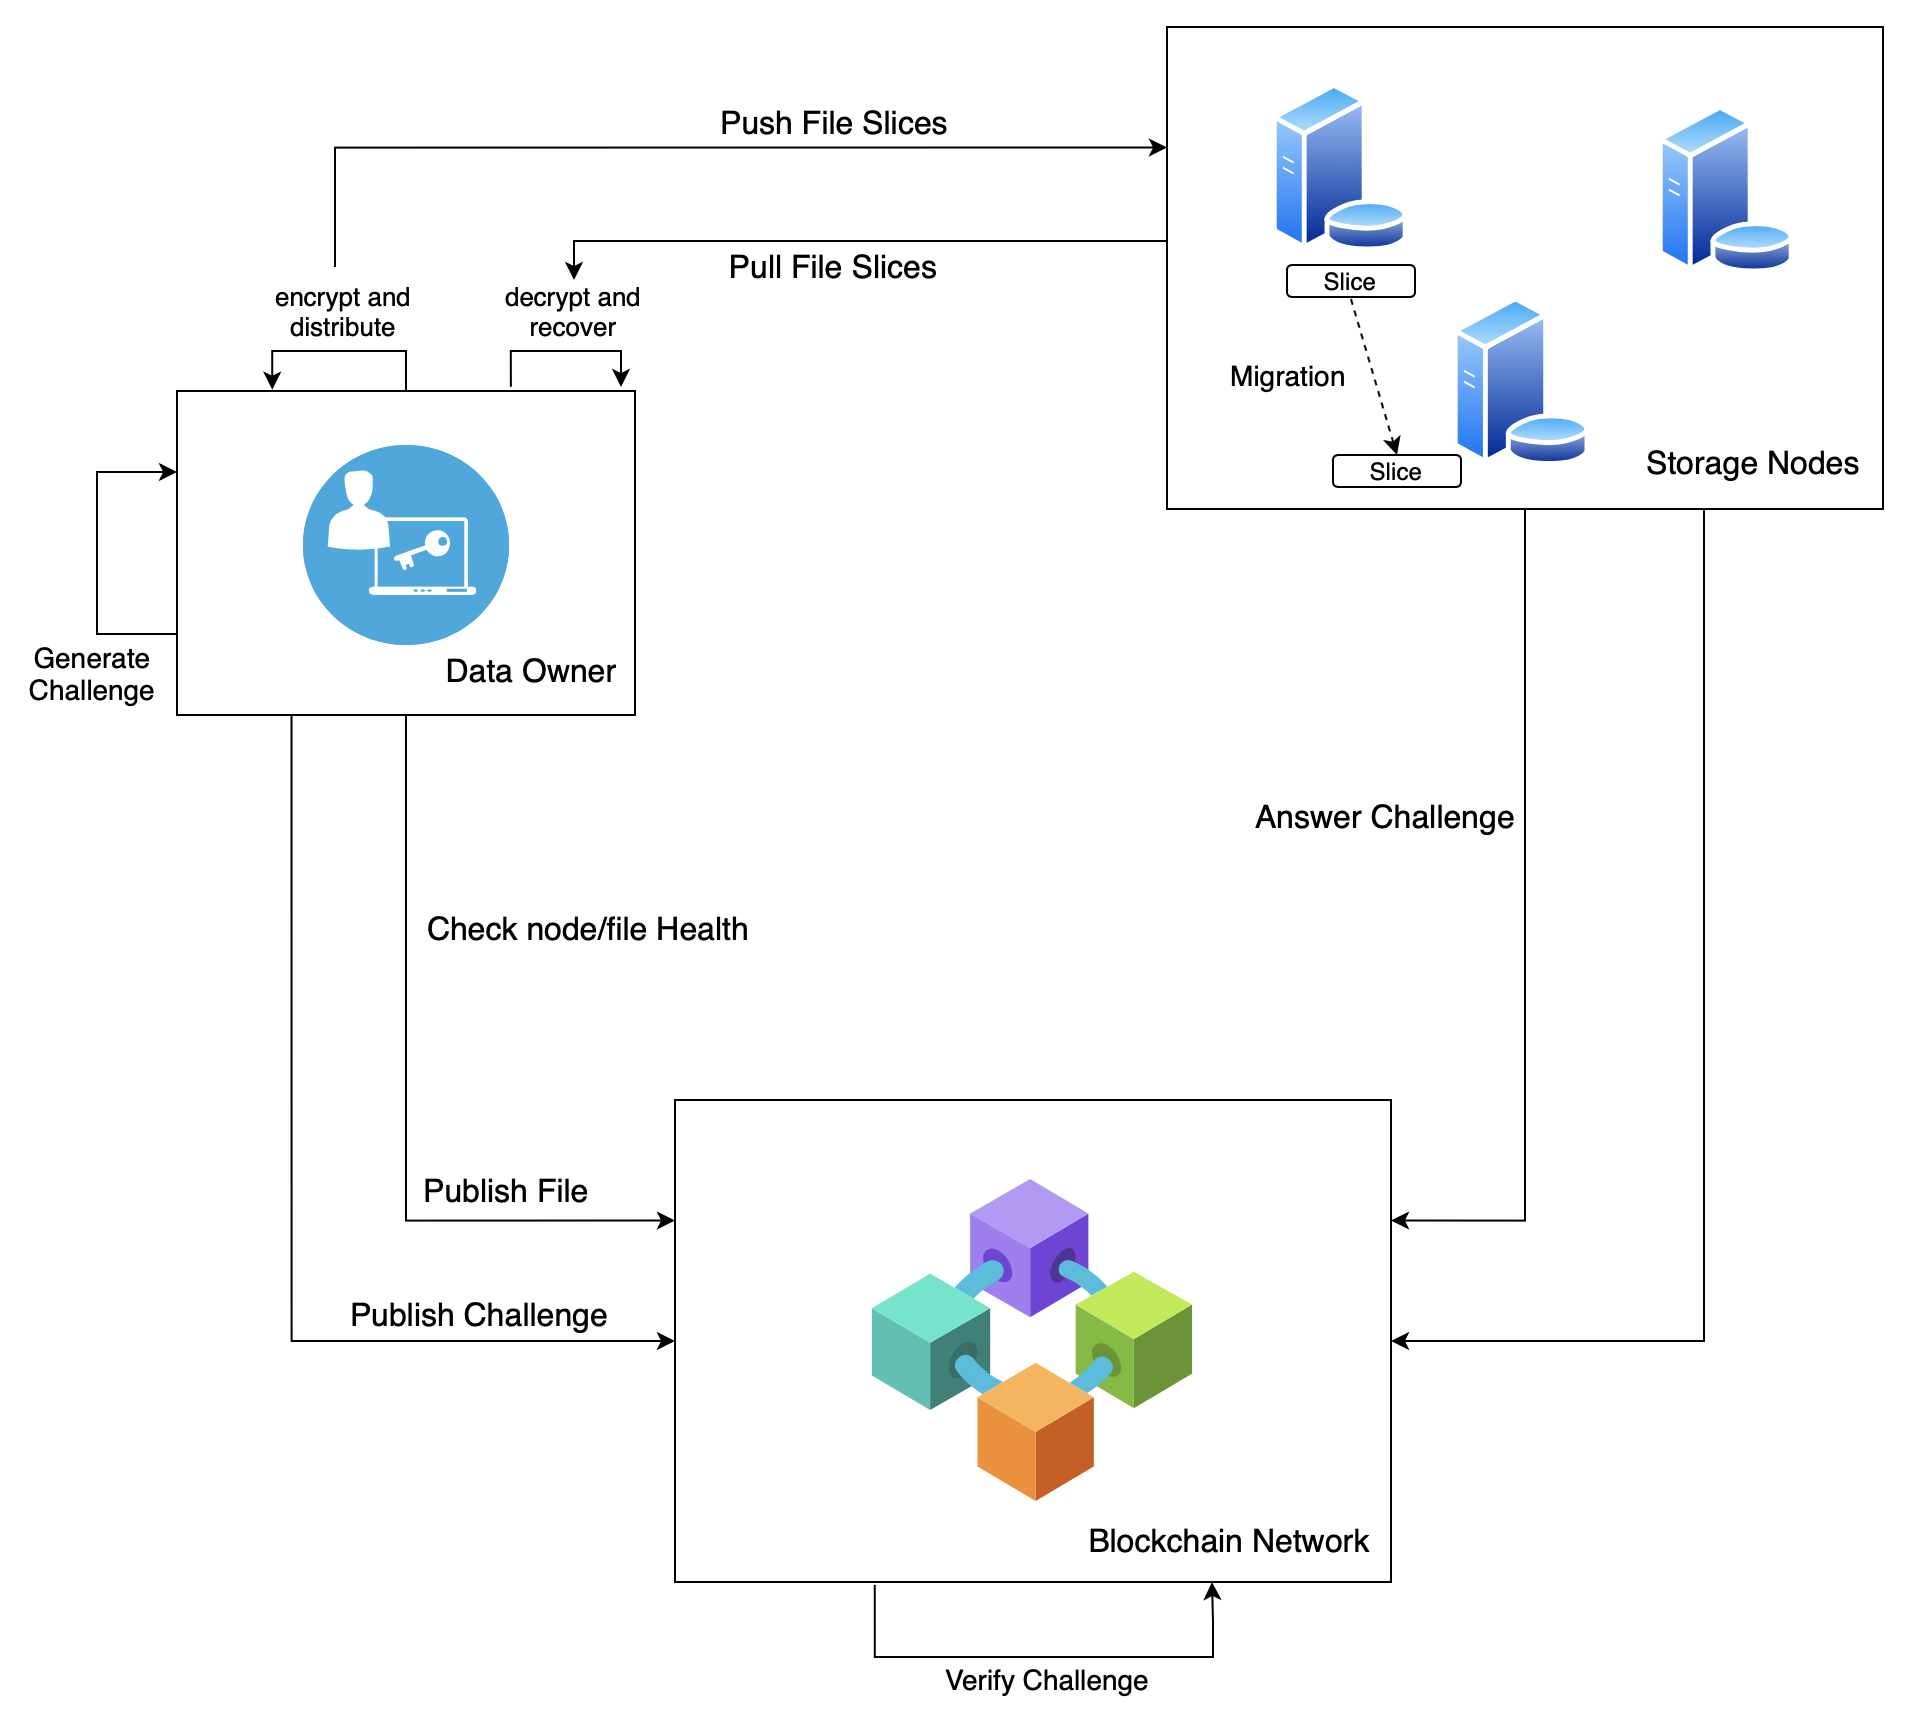 Push File Slices
Pull File Slices
encrypt and
distribute
decrypt and
recover
Slice
Migration
Slice
Storage Nodes
Generate
Challenge
Data Owner
Answer Challenge
Check node/file Health
Publish File
Publish Challenge
Blockchain Network
Verify Challenge